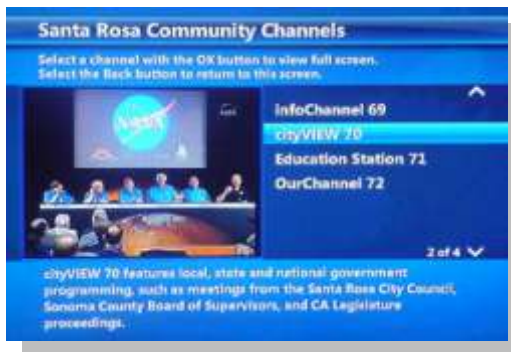 Santa Rosa Community Channels
Select a channel with the OK button to view full screen.
Select the Back button to return to this screen.
NASA
infoChannel 69
cityVIEW 70
Education Station 71
OurChannel 72
2 of 4
cityVIEW 70 features local, state and national government
programming, such as meetings from the Santa Rosa City Council,
Sonoma County Board of Supervisors, and CA Legislature
proceedings.